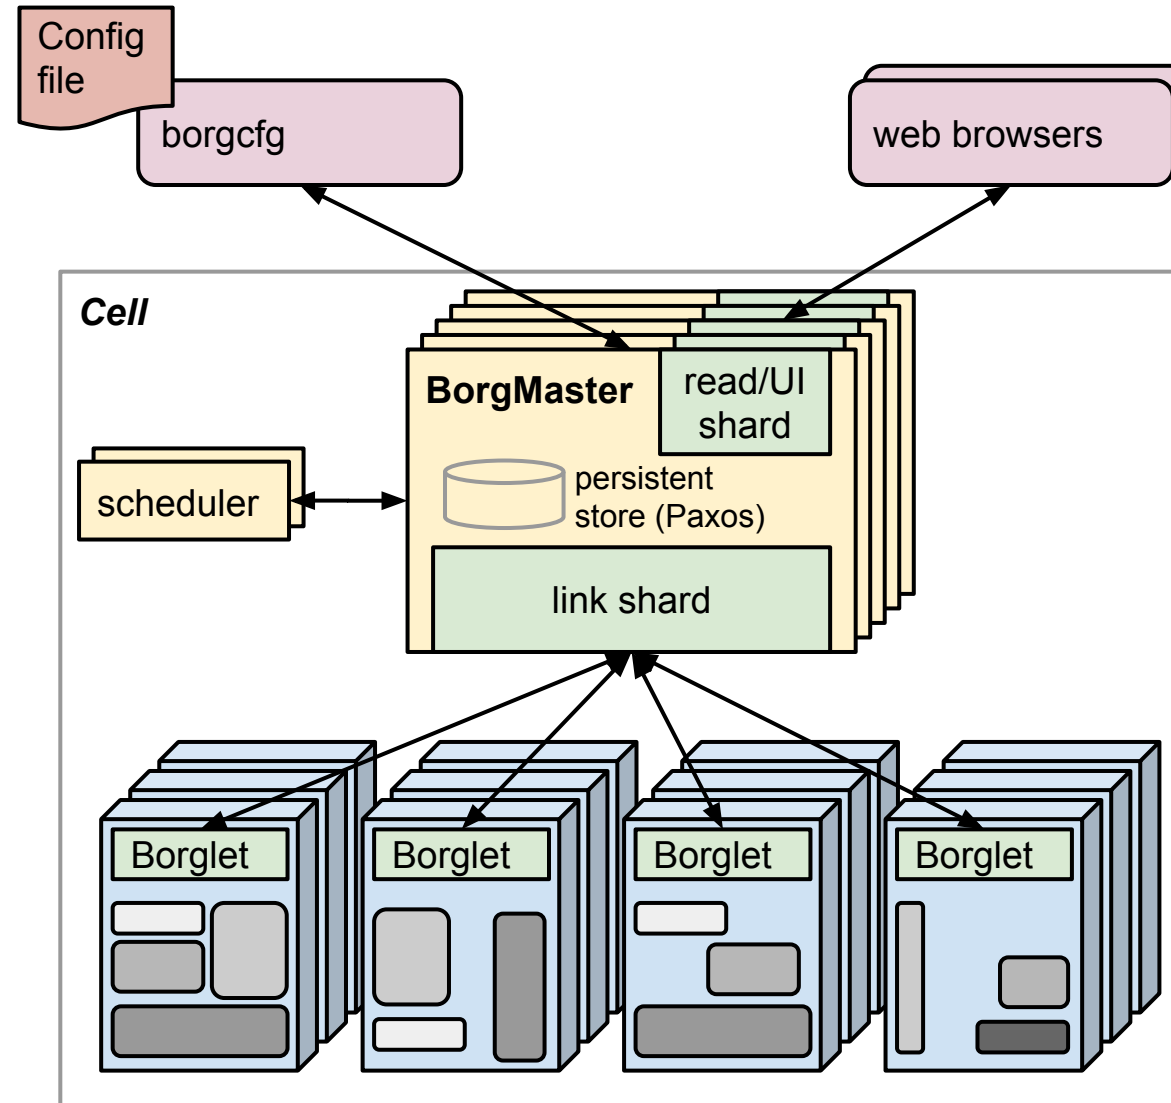 Config
file
borgcfg
web browsers
Cell
BorgMaster
read/UI
shard
scheduler
persistent
store (Paxos)
link shard
Borglet
Borglet
Borglet
Borglet